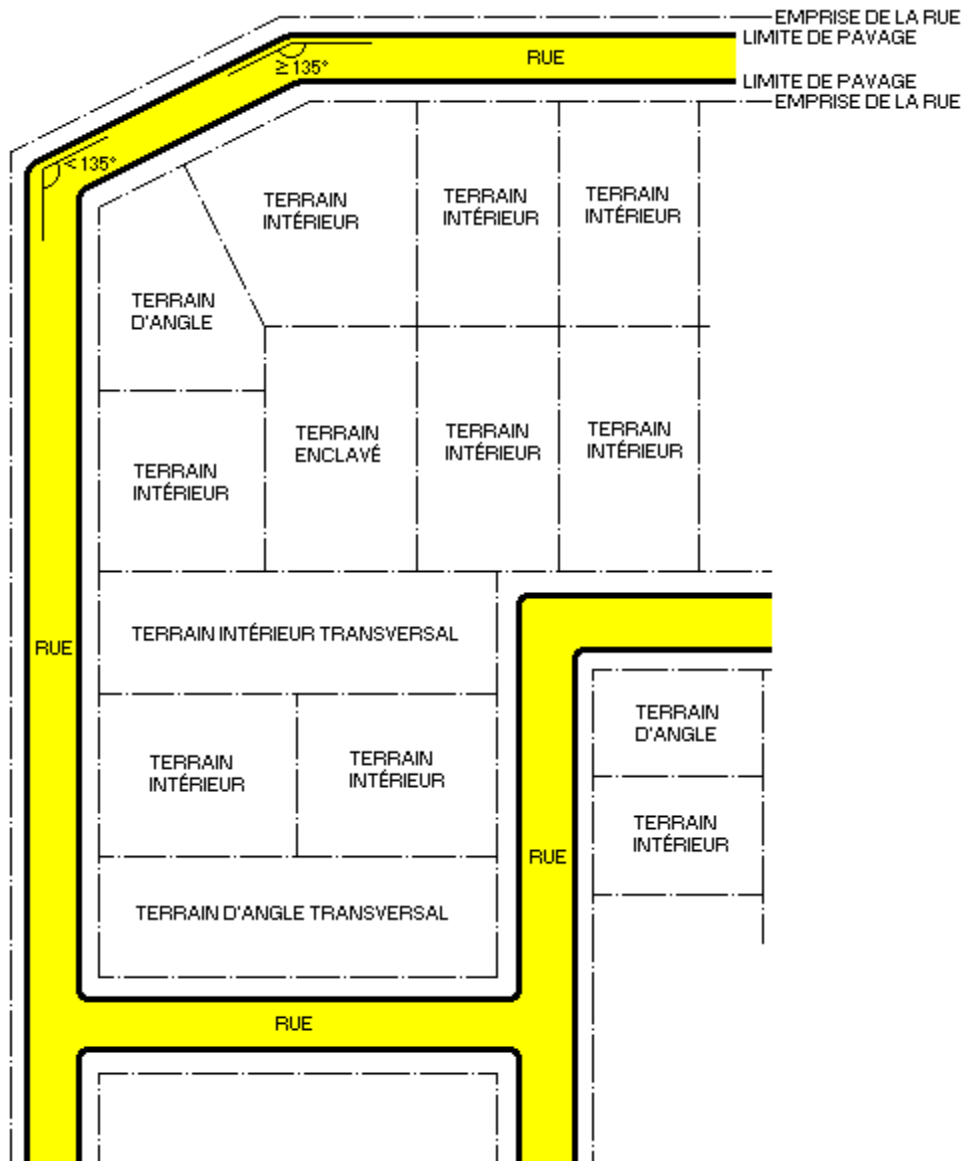 EMPRISE DE LA RUE
LIMITE DE PAVAGE
RUE
≥ 135°
LIMITE DE PAVAGE
EMPRISE DE LA RUE
< 135°
TERRAIN
INTÉRIEUR
TERRAIN
INTÉRIEUR
TERRAIN
INTÉRIEUR
TERRAIN
D'ANGLE
TERRAIN
ENCLAVÉ
TERRAIN
INTÉRIEUR
TERRAIN
INTÉRIEUR
TERRAIN
INTÉRIEUR
RUE
TERRAIN INTÉRIEUR TRANSVERSAL
TERRAIN
D'ANGLE
TERRAIN
INTÉRIEUR
TERRAIN
INTÉRIEUR
TERRAIN
INTÉRIEUR
RUE
TERRAIN D'ANGLE TRANSVERSAL
RUE